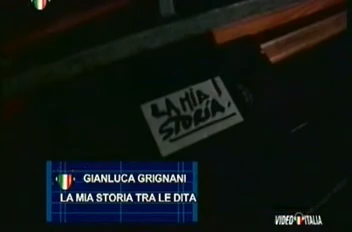 LA MIA!
STORIA.
GIANLUCA GRIGNANI
LA MIA STORIA TRA LE DITA
VIDEO ITALIA